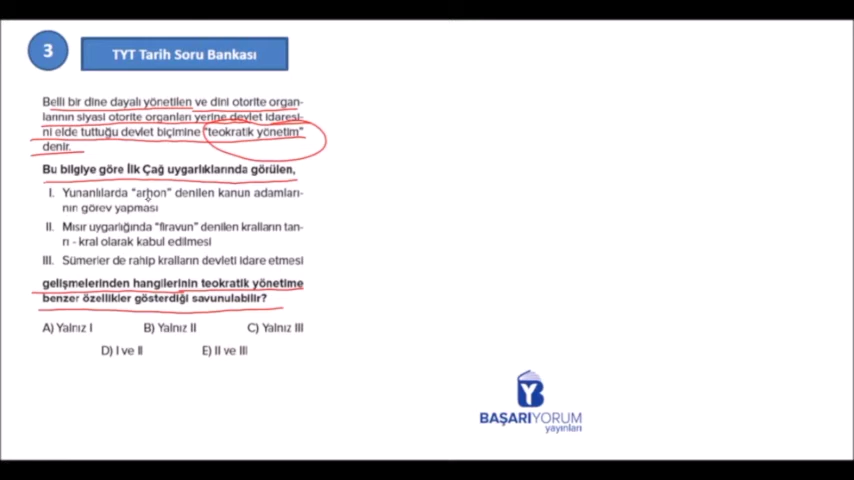 3
TYT Tarih Soru Bankası
Belli bir dine dayalı yönetilen ve dini otorite organ-
larının siyasi otorite organları yerine devlet idaresi-
ni elde tuttuğu devlet biçimine "teokratik yönetim"
denir.
Bu bilgiye göre İlk Çağ uygarlıklarında görülen,
I. Yunanlılarda "arhon" denilen kanun adamları-
nın görev yapması
II. Mısır uygarlığında "firavun" denilen kralların tan-
rı - kral olarak kabul edilmesi
III. Sümerler de rahip kralların devleti idare etmesi
gelişmelerinden hangilerinin teokratik yönetime
benzer özellikler gösterdiği savunulabilir?
A) Yalnız I B) Yalnız II C) Yalnız III
D) I ve II E) II ve III
BAŞARIYORUM
yayınları